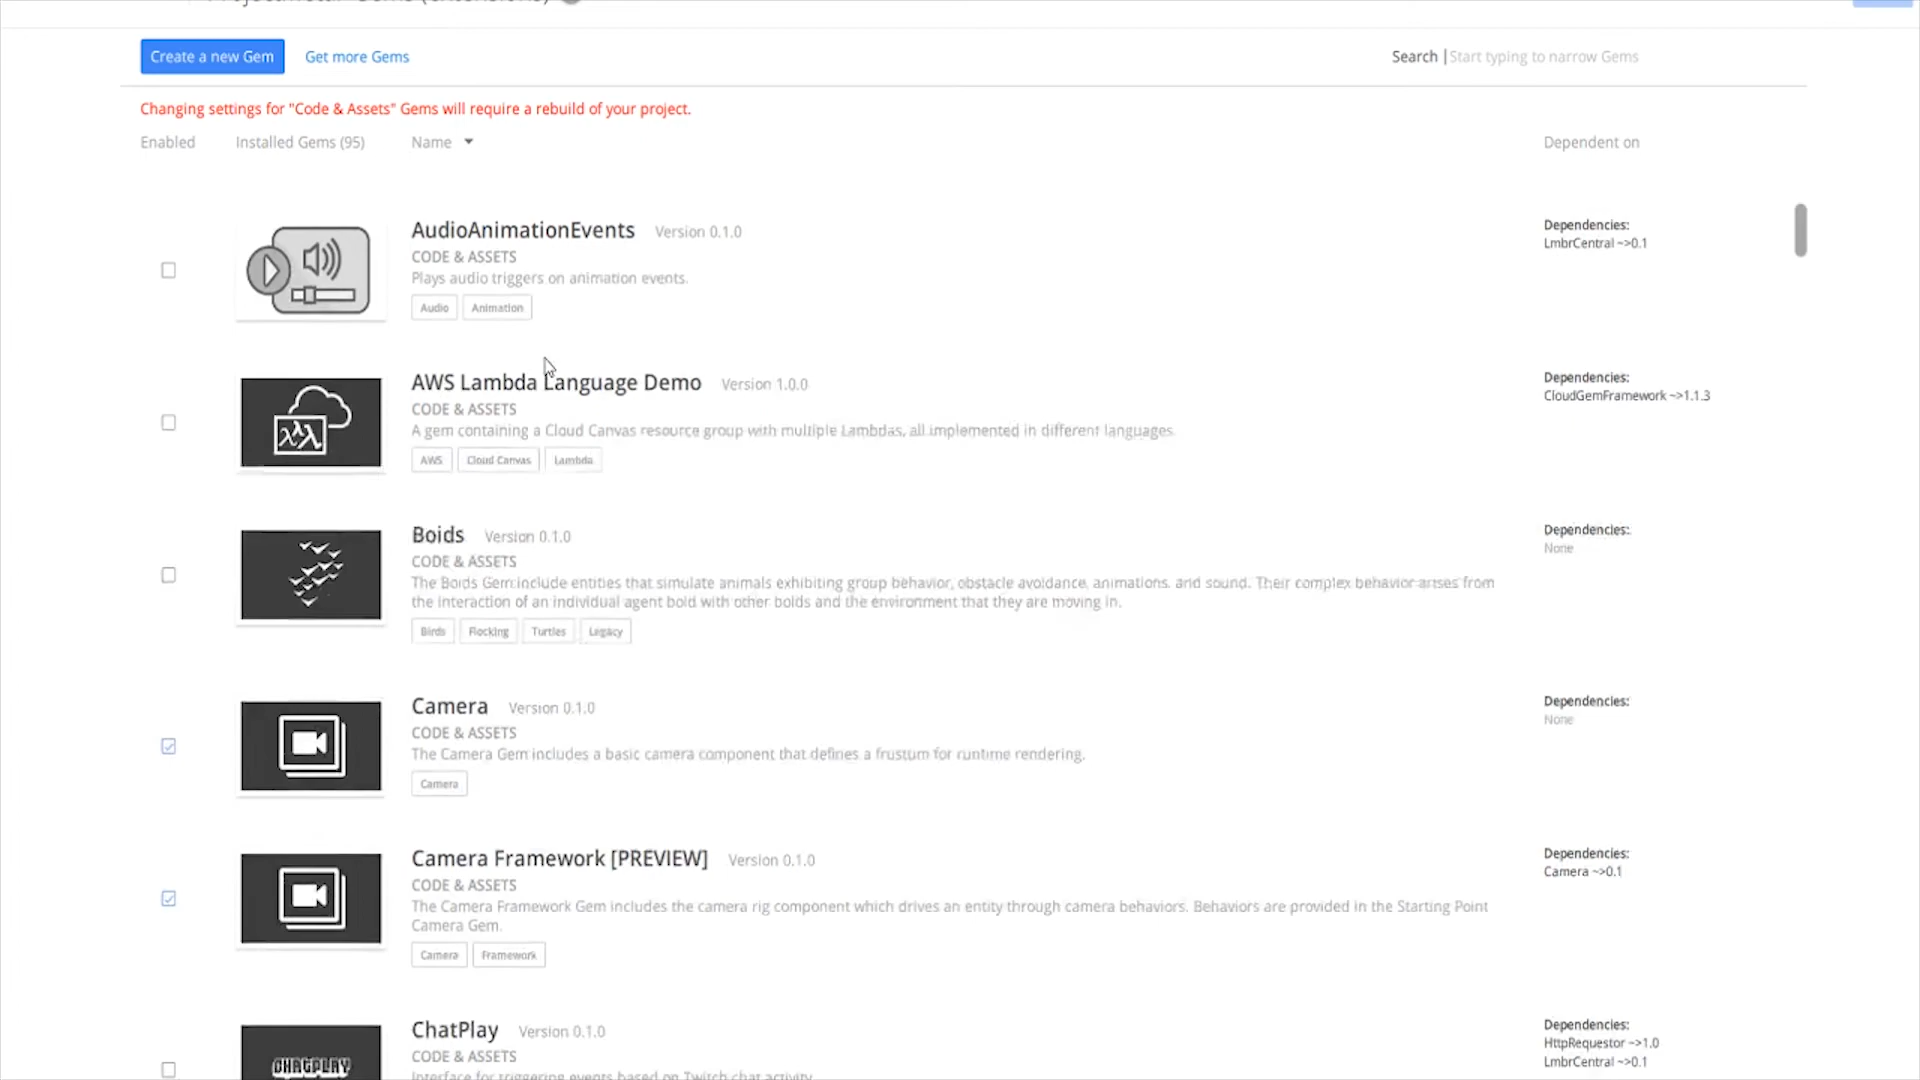 Create a new Gem
Get more Gems
Search
Start typing to narrow Gems
Changing settings for "Code & Assets" Gems will require a rebuild of your project.
Enabled
Installed Gems (95)
Name
Dependent on
AudioAnimationEvents Version 0.1.0
CODE & ASSETS
Plays audio triggers on animation events.
Audio Animation
Dependencies:
LmbrCentral ~>0.1
AWS Lambda Language Demo Version 1.0.0
CODE & ASSETS
A gem containing a Cloud Canvas resource group with multiple Lambdas, all implemented in different languages.
AWS Cloud Canvas Lambda
Dependencies:
CloudGemFramework ~>1.1.3
Boids Version 0.1.0
CODE & ASSETS
The Boids Gem include entities that simulate animals exhibiting group behavior, obstacle avoidance, animations, and sound. Their complex behavior arises from
the interaction of an individual agent boid with other boids and the environment that they are moving in.
Birds Flocking Turtles Legacy
Dependencies:
None
Camera Version 0.1.0
CODE & ASSETS
The Camera Gem includes a basic camera component that defines a frustum for runtime rendering.
Camera
Dependencies:
None
Camera Framework [PREVIEW] Version 0.1.0
CODE & ASSETS
The Camera Framework Gem includes the camera rig component which drives an entity through camera behaviors. Behaviors are provided in the Starting Point
Camera Gem.
Camera Framework
Dependencies:
Camera ~>0.1
CHATPLAY
ChatPlay Version 0.1.0
CODE & ASSETS
Interface for triggering events based on Twitch chat activity.
Dependencies:
HttpRequestor ~>1.0
LmbrCentral ~>0.1